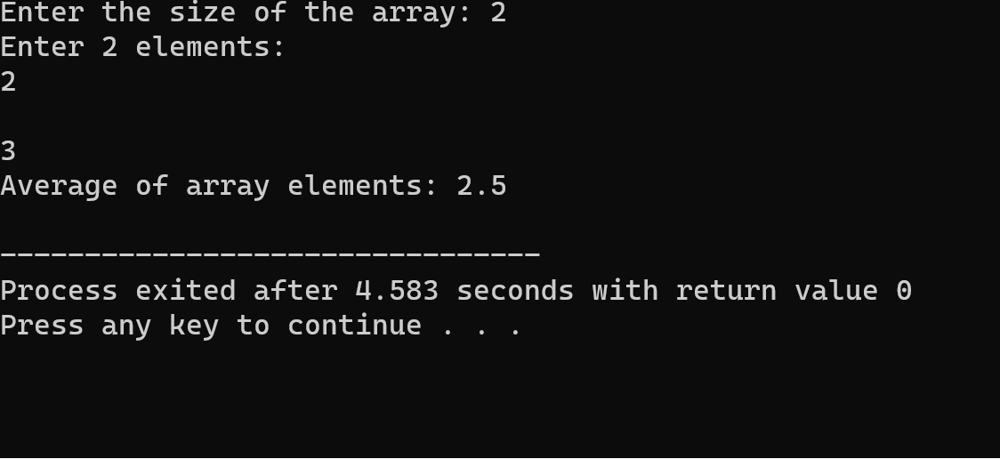 Enter the size of the array: 2
Enter 2 elements:
2
3
Average of array elements: 2.5
--------------------------------
Process exited after 4.583 seconds with return value 0
Press any key to continue . . .